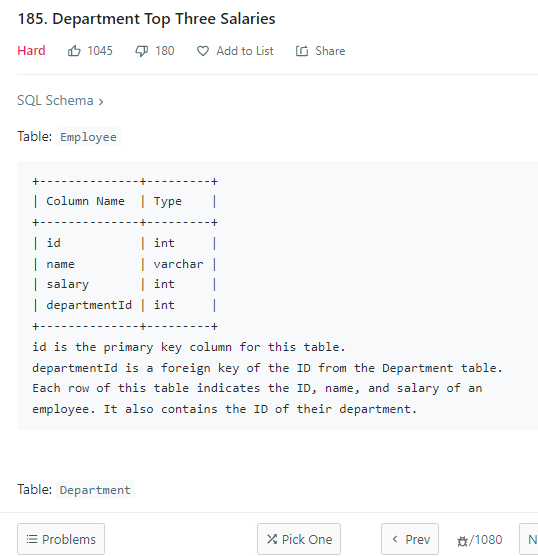 185. Department Top Three Salaries
Hard 1045 180 Add to List Share
SQL Schema >
Table: Employee
+--------------+---------+
| Column Name  | Type    |
+--------------+---------+
| id           | int     |
| name         | varchar |
| salary       | int     |
| departmentId | int     |
+--------------+---------+
id is the primary key column for this table.
departmentId is a foreign key of the ID from the Department table.
Each row of this table indicates the ID, name, and salary of an
employee. It also contains the ID of their department.
Table: Department
Problems Pick One < Prev /1080 N